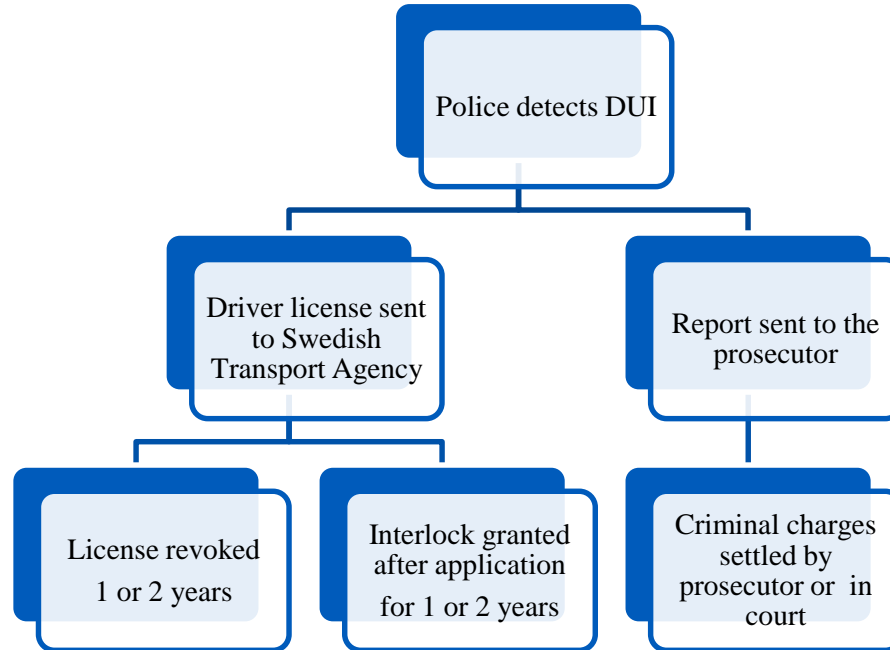 Police detects DUI
Driver license sent
to Swedish
Transport Agency
Report sent to the
prosecutor
License revoked
1 or 2 years
Interlock granted
after application
for 1 or 2 years
Criminal charges
settled by
prosecutor or in
court